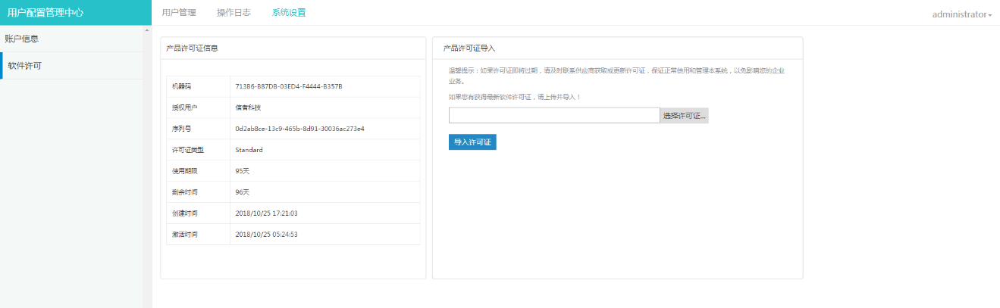 用户配置管理中心
用户管理 操作日志 系统设置
administrator
账户信息
软件许可
产品许可证信息
机器码 713B6-B87DB-03ED4-F4444-B357B
授权用户 信者科技
序列号 0d2ab8ce-13c9-465b-8d91-30036ac273e4
许可证类型 Standard
使用期限 95天
剩余时间 96天
创建时间 2018/10/25 17:21:03
激活时间 2018/10/25 05:24:53
产品许可证导入
温馨提示：如果许可证即将过期，请及时联系供应商获取或更新许可证，保证正常使用和管理本系统，以免影响您的企业
业务。
如果您有获得最新软件许可证，请上传并导入！
选择许可证...
导入许可证